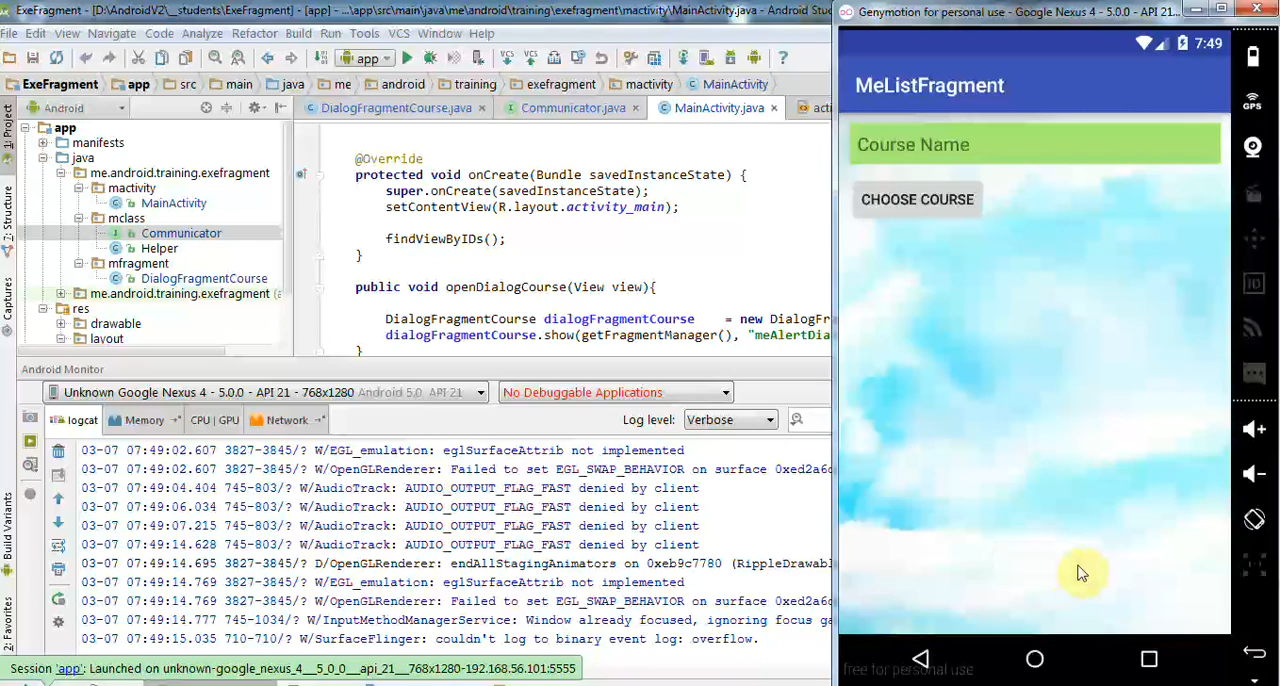 ExeFragment - [D:\AndroidV2\__students\ExeFragment] - [app] - ...\app\src\main\java\me\android\training\exefragment\mactivity\MainActivity.java - Android Stu
File Edit View Navigate Code Analyze Refactor Build Run Tools VCS Window Help
app
VCS VCS
ExeFragment app src main java me android training exefragment mactivity MainActivity
Android
DialogFragmentCourse.java Communicator.java MainActivity.java
1: Project
Z: Structure
Captures
Build Variants
2: Favorites
app
manifests
java
me.android.training.exefragment
mactivity
MainActivity
mclass
Communicator
Helper
mfragment
DialogFragmentCourse
me.android.training.exefragment
res
drawable
layout
@Override
protected void onCreate(Bundle savedInstanceState) {
super.onCreate(savedInstanceState);
setContentView(R.layout.activity_main);
findViewByIDs();
}
public void openDialogCourse(View view){
DialogFragmentCourse dialogFragmentCourse = new DialogFr
dialogFragmentCourse.show(getFragmentManager(), "meAlertDia
}
Android Monitor
Unknown Google Nexus 4 - 5.0.0 - API 21 - 768x1280 Android 5.0, API 21
No Debuggable Applications
logcat Memory CPU | GPU Network
Log level: Verbose
03-07 07:49:02.607 3827-3845/? W/EGL_emulation: eglSurfaceAttrib not implemented
03-07 07:49:02.607 3827-3845/? W/OpenGLRenderer: Failed to set EGL_SWAP_BEHAVIOR on surface 0xed2a6d
03-07 07:49:04.404 745-803/? W/AudioTrack: AUDIO_OUTPUT_FLAG_FAST denied by client
03-07 07:49:06.034 745-803/? W/AudioTrack: AUDIO_OUTPUT_FLAG_FAST denied by client
03-07 07:49:07.215 745-803/? W/AudioTrack: AUDIO_OUTPUT_FLAG_FAST denied by client
03-07 07:49:14.628 745-803/? W/AudioTrack: AUDIO_OUTPUT_FLAG_FAST denied by client
03-07 07:49:14.695 3827-3845/? D/OpenGLRenderer: endAllStagingAnimators on 0xeb9c7780 (RippleDrawab
03-07 07:49:14.769 3827-3845/? W/EGL_emulation: eglSurfaceAttrib not implemented
03-07 07:49:14.769 3827-3845/? W/OpenGLRenderer: Failed to set EGL_SWAP_BEHAVIOR on surface 0xed2a6d
03-07 07:49:14.777 745-1034/? W/InputMethodManagerService: Window already focused, ignoring focus ga
03-07 07:49:15.035 710-710/? W/SurfaceFlinger: couldn't log to binary event log: overflow.
Session 'app': Launched on unknown-google_nexus_4__5_0_0__api_21__768x1280-192.168.56.101:5555
Genymotion for personal use - Google Nexus 4 - 5.0.0 - API 21...
7:49
MeListFragment
Course Name
CHOOSE COURSE
free for personal use
GPS
ID